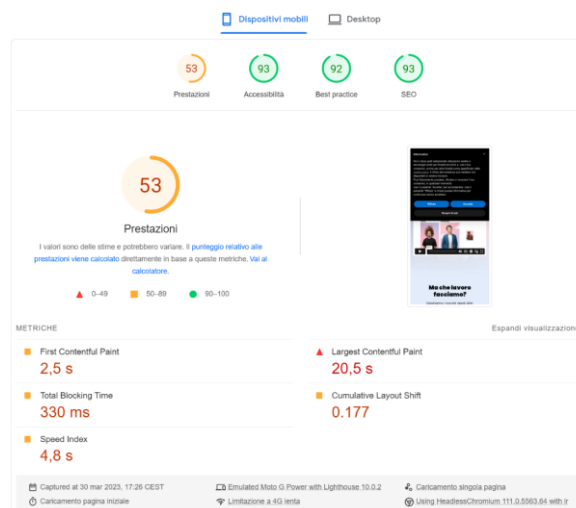 Dispositivi mobili
Desktop
53
93
92
93
Prestazioni
Accessibilità
Best practice
SEO
53
Prestazioni
I valori sono delle stime e potrebbero variare. Il punteggio relativo alle
prestazioni viene calcolato direttamente in base a queste metriche. Vai al
calcolatore.
0–49
50–89
90–100
Ma che lavoro
facciamo?
METRICHE
Espandi visualizzazione
First Contentful Paint
2,5 s
Largest Contentful Paint
20,5 s
Total Blocking Time
330 ms
Cumulative Layout Shift
0.177
Speed Index
4,8 s
Captured at 30 mar 2023, 17:26 CEST
Emulated Moto G Power with Lighthouse 10.0.2
Caricamento singola pagina
Caricamento pagina iniziale
Limitazione a 4G lenta
Using HeadlessChromium 111.0.5563.64 with lr